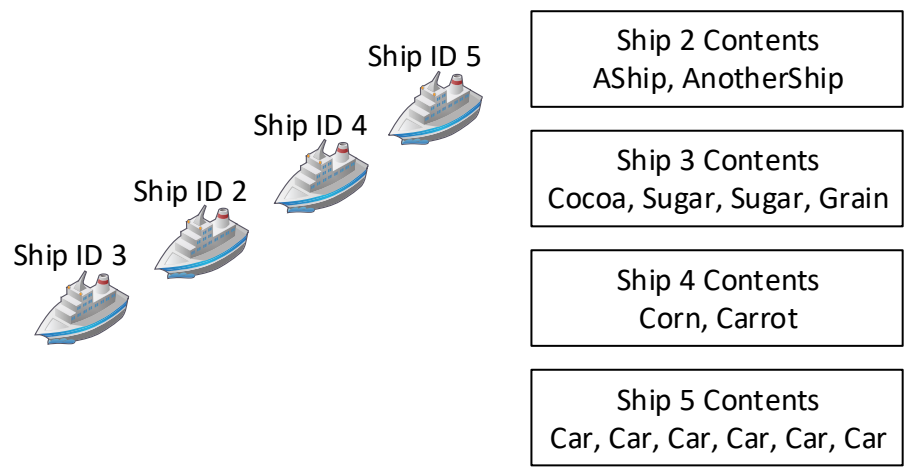 Ship ID 5
Ship ID 4
Ship ID 2
Ship ID 3
Ship 2 Contents
AShip, AnotherShip
Ship 3 Contents
Cocoa, Sugar, Sugar, Grain
Ship 4 Contents
Corn, Carrot
Ship 5 Contents
Car, Car, Car, Car, Car, Car